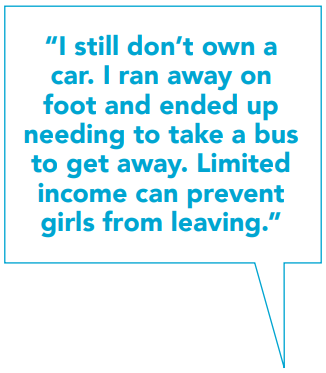 "I still don't own a
car. I ran away on
foot and ended up
needing to take a bus
to get away. Limited
income can prevent
girls from leaving."